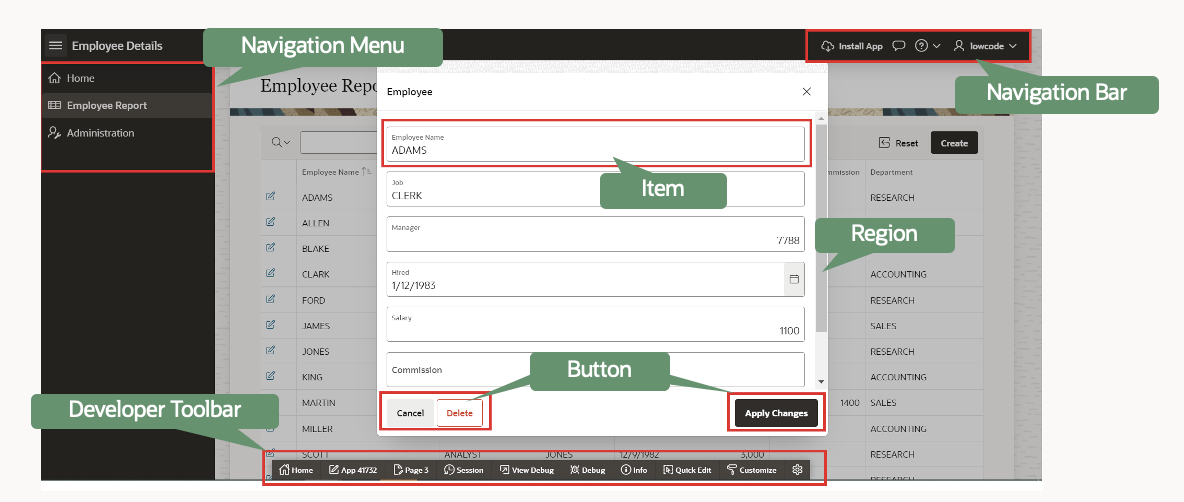 Employee Details
Navigation Menu
Install App
lowcode
Home
Employee Report
Administration
Navigation Bar
Employee Repo
Employee
Employee Name
ADAMS
Item
Job
CLERK
Manager
7788
Region
Hired
1/12/1983
Salary
1100
Commission
Button
Cancel
Delete
Apply Changes
Reset
Create
Employee Name
mmission
Department
ADAMS
RESEARCH
ALLEN
BLAKE
CLARK
ACCOUNTING
FORD
RESEARCH
JAMES
SALES
JONES
RESEARCH
KING
ACCOUNTING
MARTIN
1400
SALES
MILLER
ACCOUNTING
SCOTT
ANALYST
JONES
12/9/1982
3,000
RESEARCH
Developer Toolbar
Home
App 41732
Page 3
Session
View Debug
Debug
Info
Quick Edit
Customize